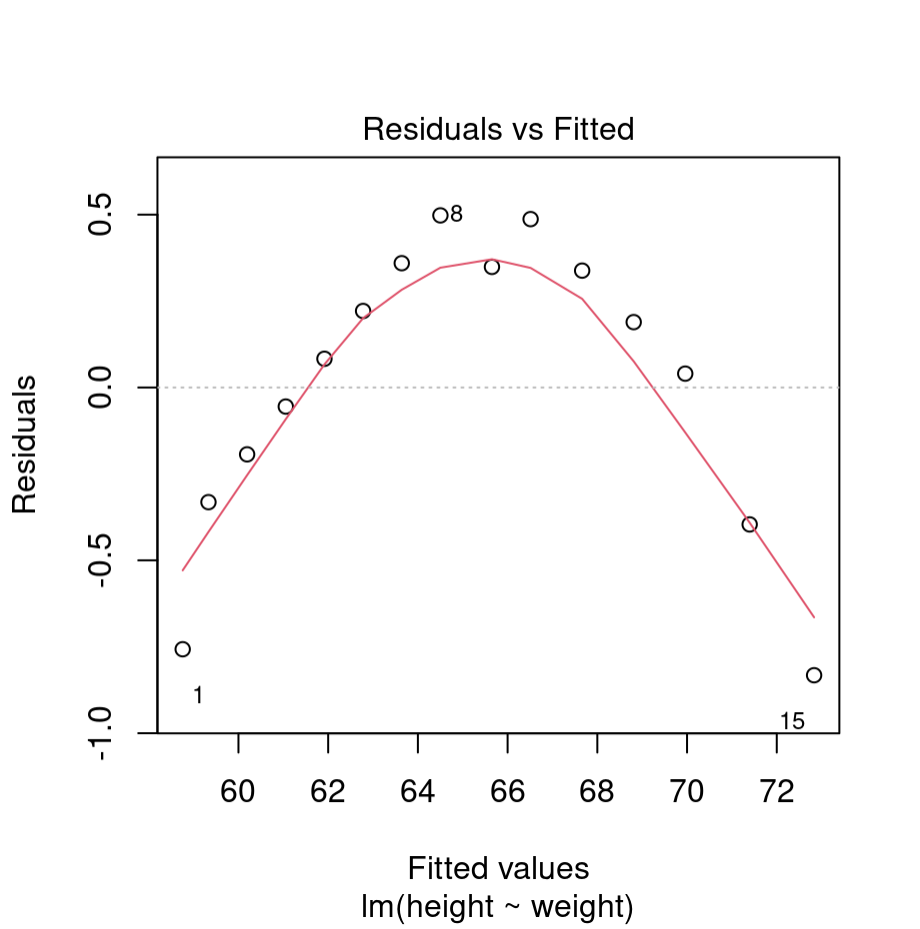 Residuals vs Fitted
0.5
0.0
-0.5
-1.0
Residuals
8
1
15
60 62 64 66 68 70 72
Fitted values
lm(height ~ weight)